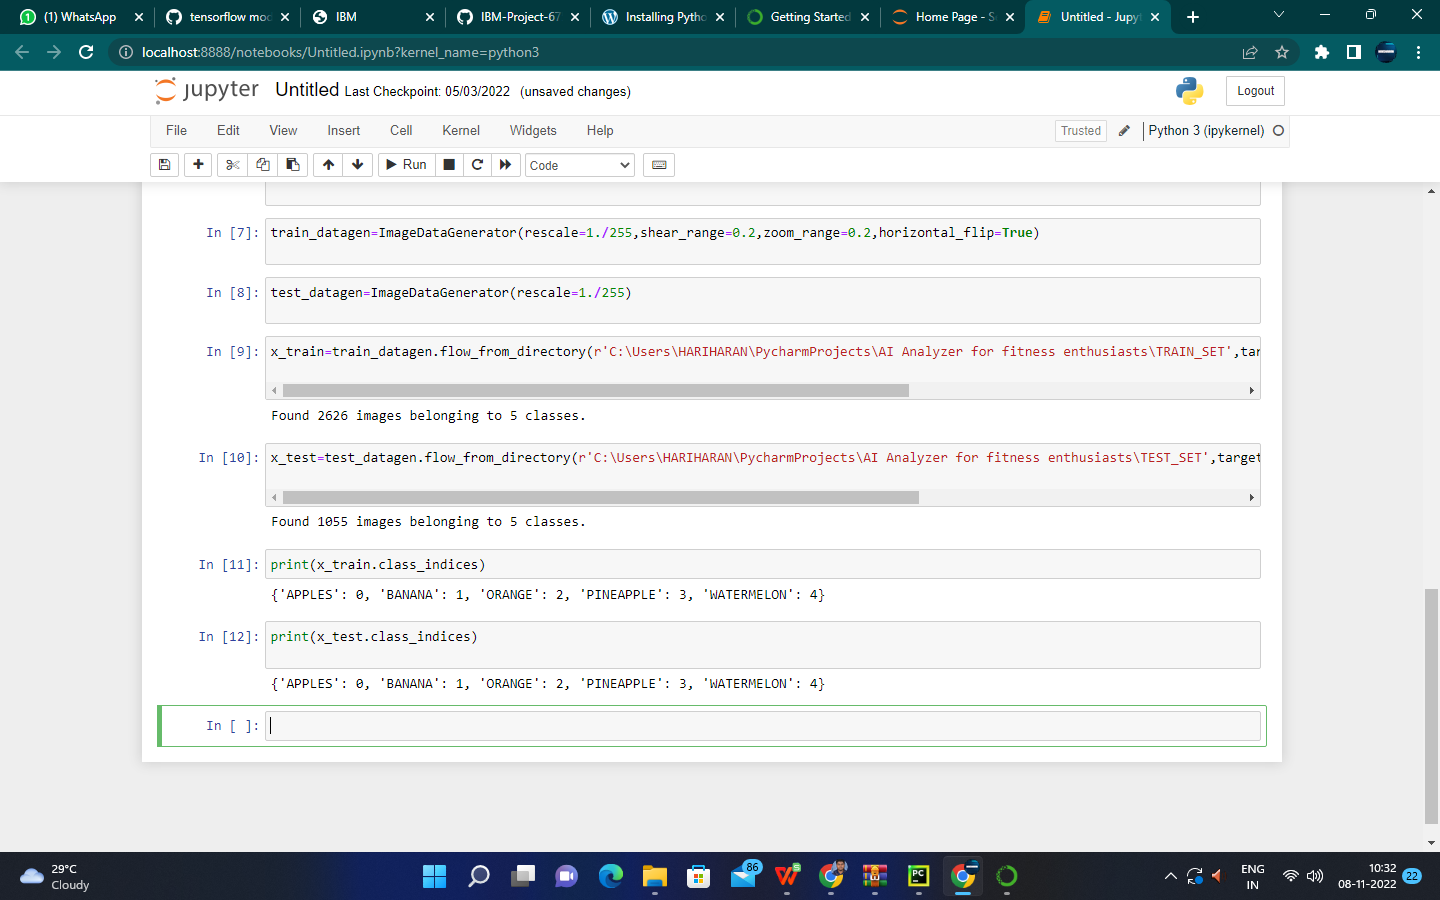 (1) WhatsApp
tensorflow mod
IBM
IBM-Project-67
Installing Pytho
Getting Started
Home Page - S
Untitled - Jupyt
localhost:8888/notebooks/Untitled.ipynb?kernel_name=python3
jupyter Untitled Last Checkpoint: 05/03/2022 (unsaved changes)
Logout
File Edit View Insert Cell Kernel Widgets Help
Trusted
Python 3 (ipykernel)
Run
Code
In [7]: train_datagen=ImageDataGenerator(rescale=1./255,shear_range=0.2,zoom_range=0.2,horizontal_flip=True)
In [8]: test_datagen=ImageDataGenerator(rescale=1./255)
In [9]: x_train=train_datagen.flow_from_directory(r'C:\Users\HARIHARAN\PycharmProjects\AI Analyzer for fitness enthusiasts\TRAIN_SET',tar
Found 2626 images belonging to 5 classes.
In [10]: x_test=test_datagen.flow_from_directory(r'C:\Users\HARIHARAN\PycharmProjects\AI Analyzer for fitness enthusiasts\TEST_SET',target
Found 1055 images belonging to 5 classes.
In [11]: print(x_train.class_indices)
{'APPLES': 0, 'BANANA': 1, 'ORANGE': 2, 'PINEAPPLE': 3, 'WATERMELON': 4}
In [12]: print(x_test.class_indices)
{'APPLES': 0, 'BANANA': 1, 'ORANGE': 2, 'PINEAPPLE': 3, 'WATERMELON': 4}
In [ ]:
29°C
Cloudy
86
PC
ENG
IN
10:32
08-11-2022
22